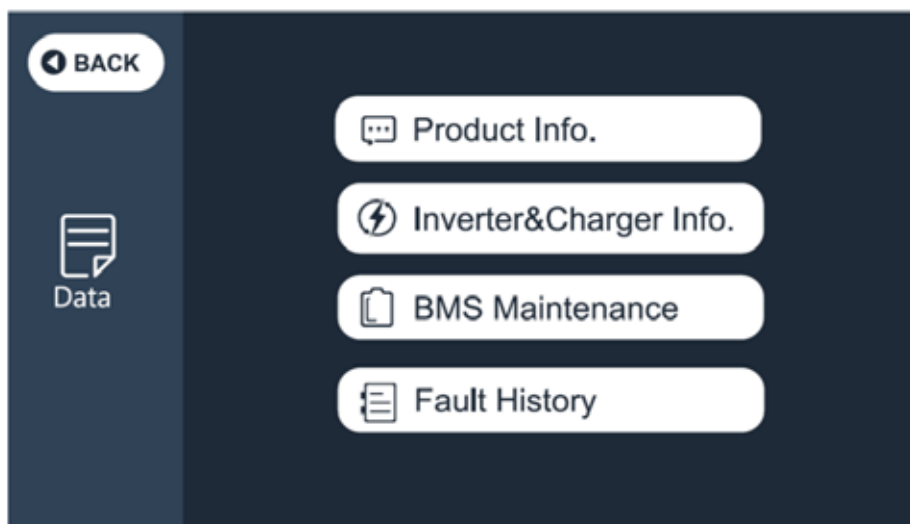 BACK
Data
Product Info.
Inverter&Charger Info.
BMS Maintenance
Fault History